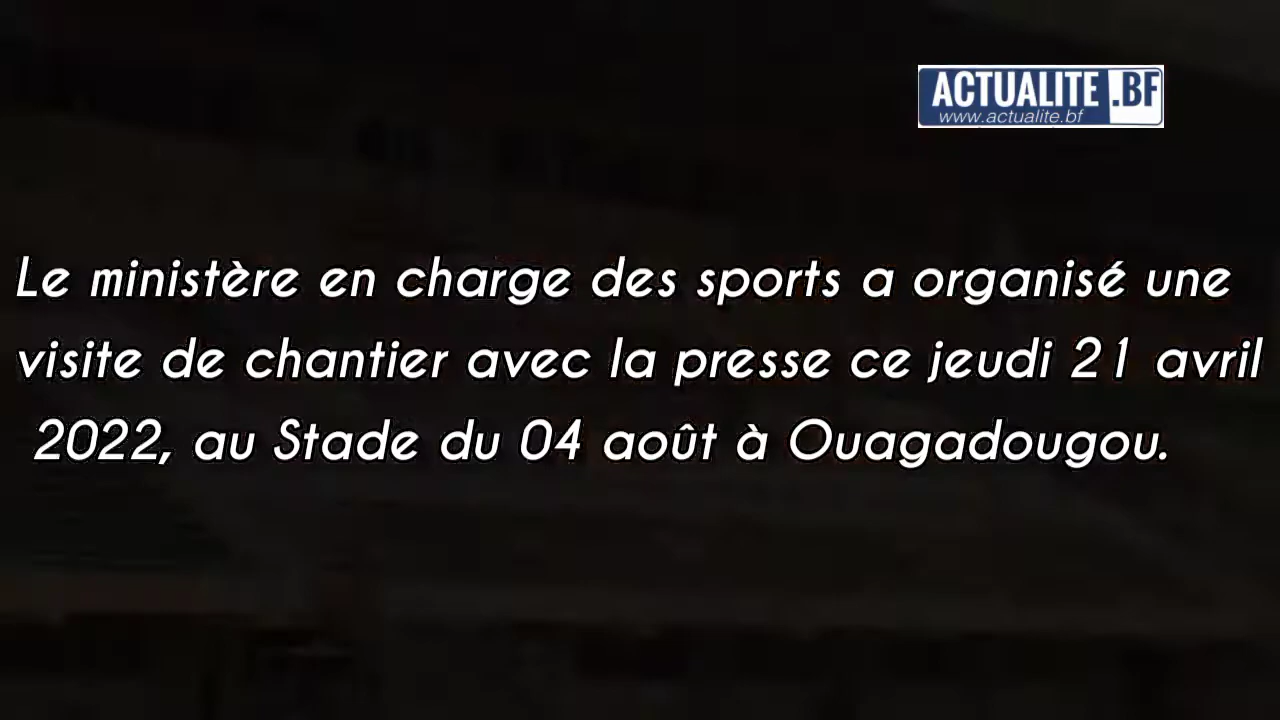 ACTUALITE .BF
www.actualite.bf
Le ministère en charge des sports a organisé une
visite de chantier avec la presse ce jeudi 21 avril
2022, au Stade du 04 août à Ouagadougou.